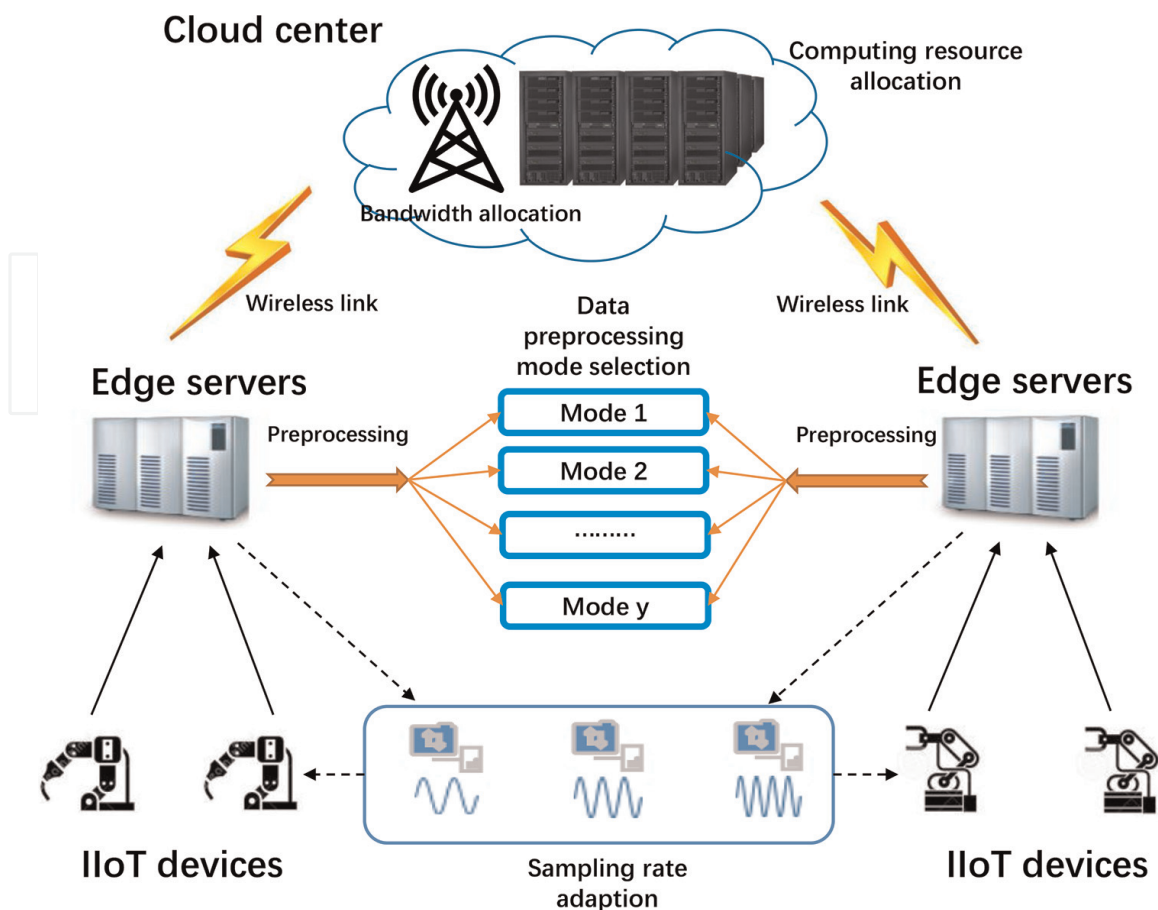 Cloud center
Computing resource
allocation
Bandwidth allocation
Wireless link
Wireless link
Data
preprocessing
mode selection
Edge servers
Edge servers
Preprocessing
Preprocessing
Mode 1
Mode 2
.........
Mode y
IIoT devices
IIoT devices
Sampling rate
adaption